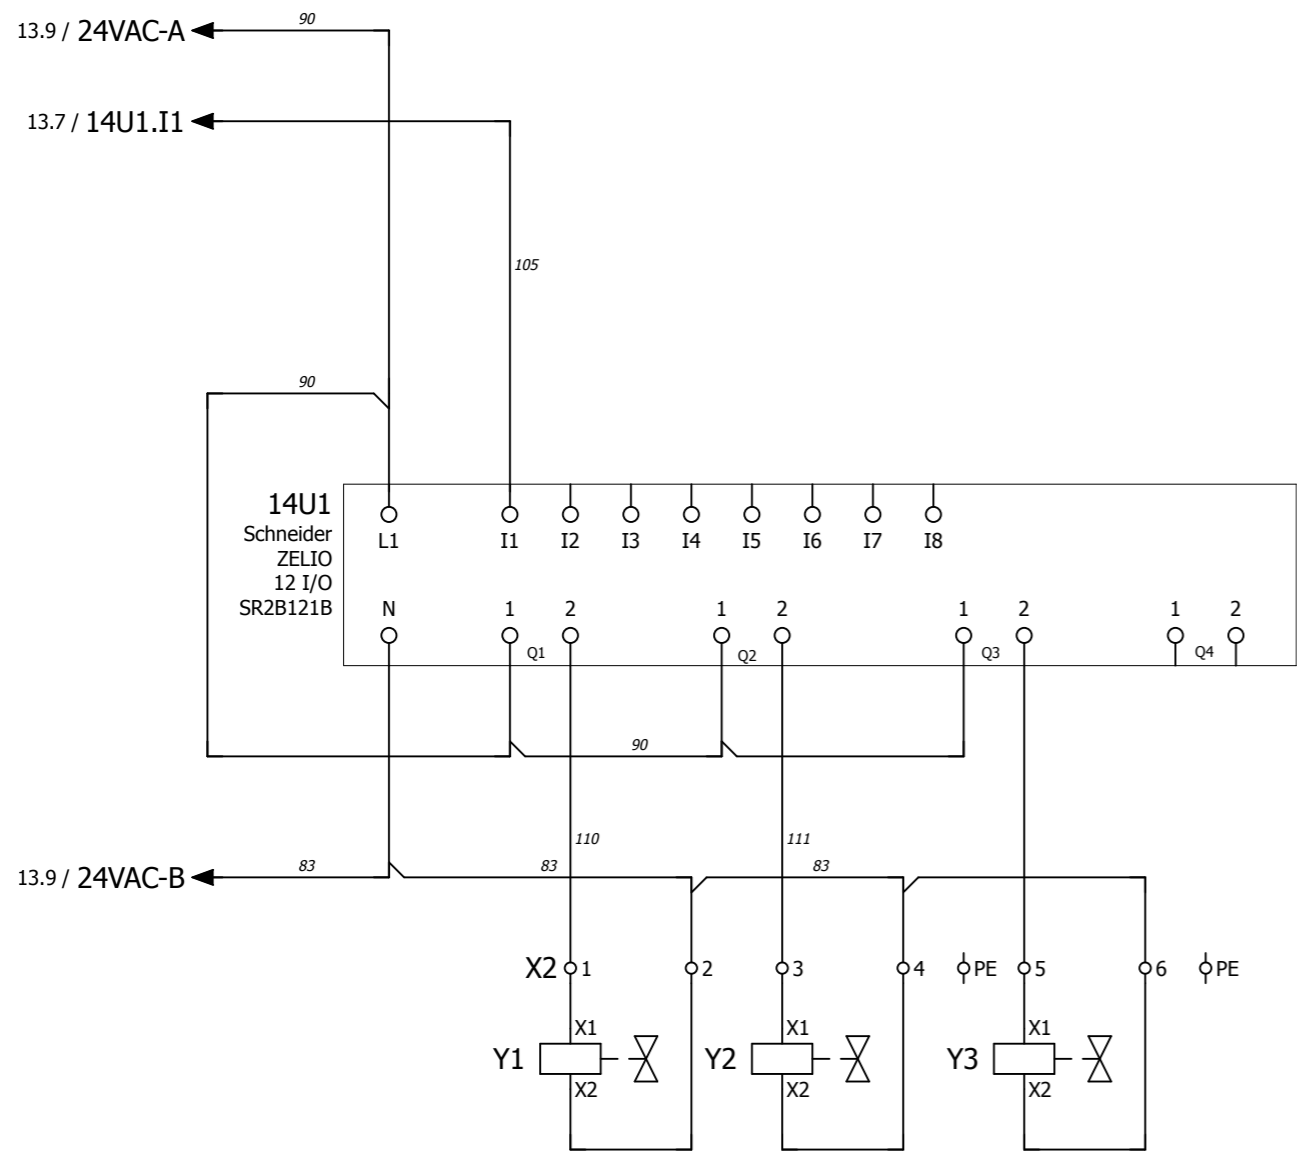 90
13.9 / 24VAC-A
13.7 / 14U1.I1
105
90
14U1
Schneider
ZELIO
12 I/O
SR2B121B
L1 I1 I2 I3 I4 I5 I6 I7 I8
N 1 2 1 2 1 2 1 2
Q1 Q2 Q3 Q4
90
110 111
83 83 83
13.9 / 24VAC-B
X2 1 2 3 4 PE 5 6 PE
X1 X1 X1
Y1 Y2 Y3
X2 X2 X2